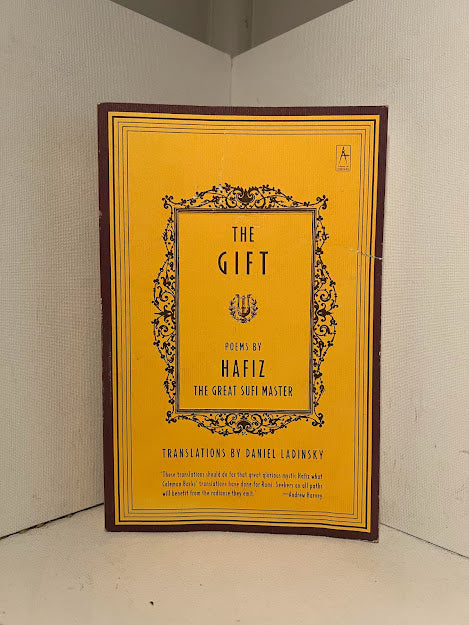 THE
GIFT
POEMS BY
HAFIZ
THE GREAT SUFI MASTER
TRANSLATIONS BY DANIEL LADINSKY
"These translations should do for that great glorious mystic Hafiz what
Coleman Barks' translations have done for Rumi. Seekers on all paths
will benefit from the radiance they emit." —Andrew Harvey